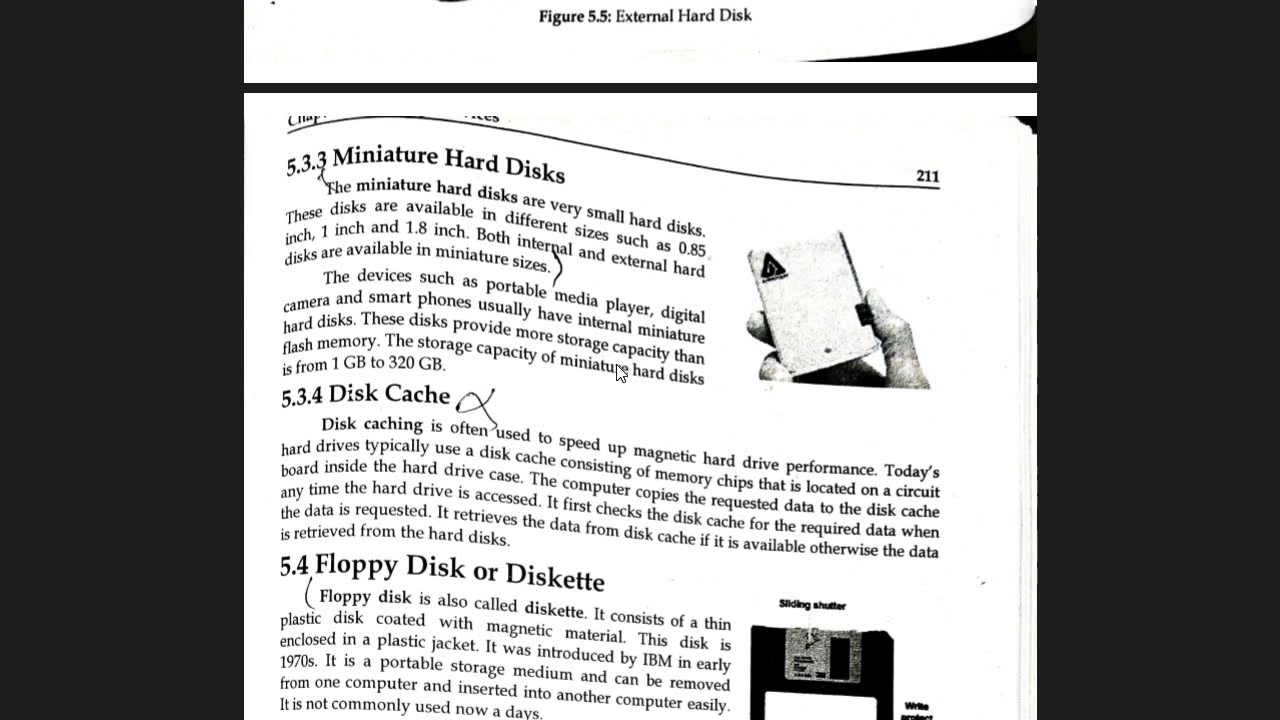 Figure 5.5: External Hard Disk
211
5.3.3 Miniature Hard Disks
The miniature hard disks are very small hard disks.
These disks are available in different sizes such as 0.85
inch, 1 inch and 1.8 inch. Both internal and external hard
disks are available in miniature sizes.
The devices such as portable media player, digital
camera and smart phones usually have internal miniature
hard disks. These disks provide more storage capacity than
flash memory. The storage capacity of miniature hard disks
is from 1 GB to 320 GB.
5.3.4 Disk Cache
Disk caching is often used to speed up magnetic hard drive performance. Today's
hard drives typically use a disk cache consisting of memory chips that is located on a circuit
board inside the hard drive case. The computer copies the requested data to the disk cache
any time the hard drive is accessed. It first checks the disk cache for the required data when
the data is requested. It retrieves the data from disk cache if it is available otherwise the data
is retrieved from the hard disks.
5.4 Floppy Disk or Diskette
Floppy disk is also called diskette. It consists of a thin
plastic disk coated with magnetic material. This disk is
enclosed in a plastic jacket. It was introduced by IBM in early
1970s. It is a portable storage medium and can be removed
from one computer and inserted into another computer easily.
It is not commonly used now a days.
Sliding shutter
Write
protect